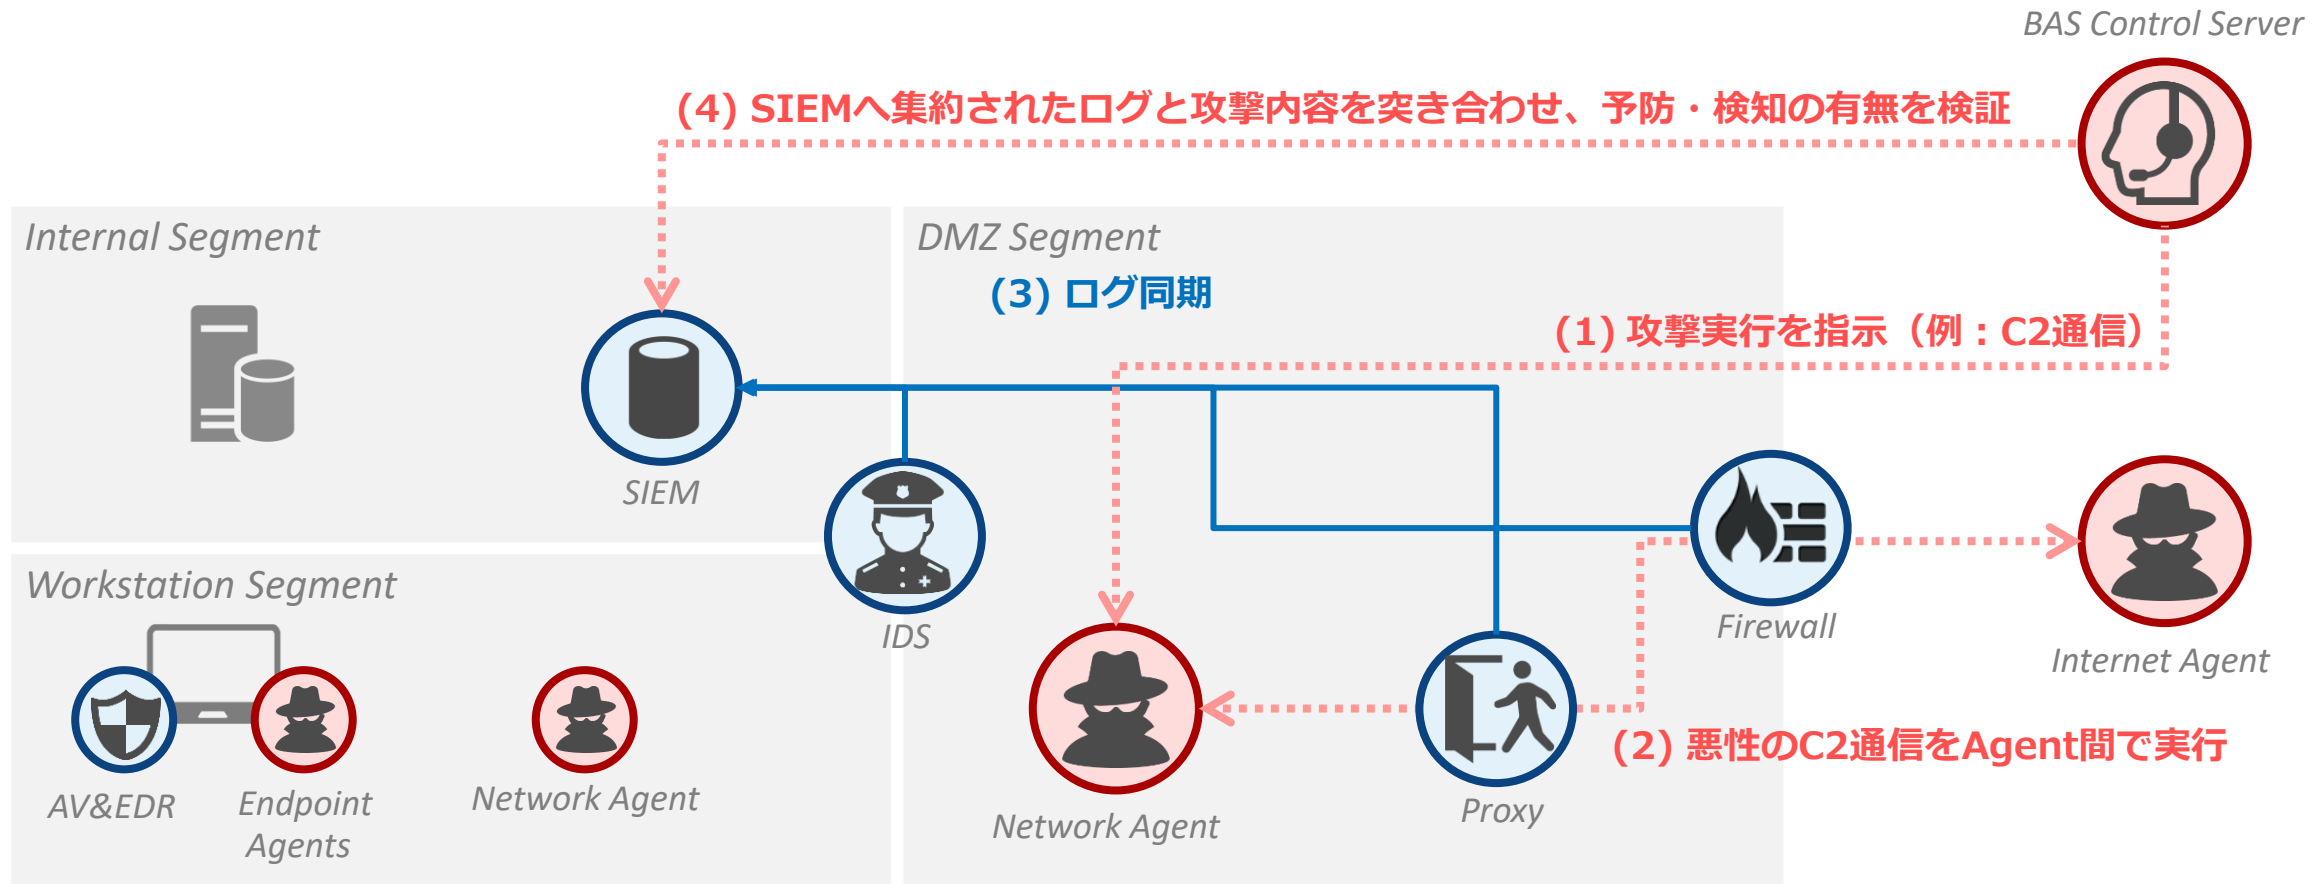 BAS Control Server
(4) SIEMへ集約されたログと攻撃内容を突き合わせ、予防・検知の有無を検証
Internal Segment
DMZ Segment
(3) ログ同期
(1) 攻撃実行を指示（例：C2通信）
SIEM
Workstation Segment
IDS
Firewall
Internet Agent
(2) 悪性のC2通信をAgent間で実行
AV&EDR
Endpoint
Agents
Network Agent
Network Agent
Proxy